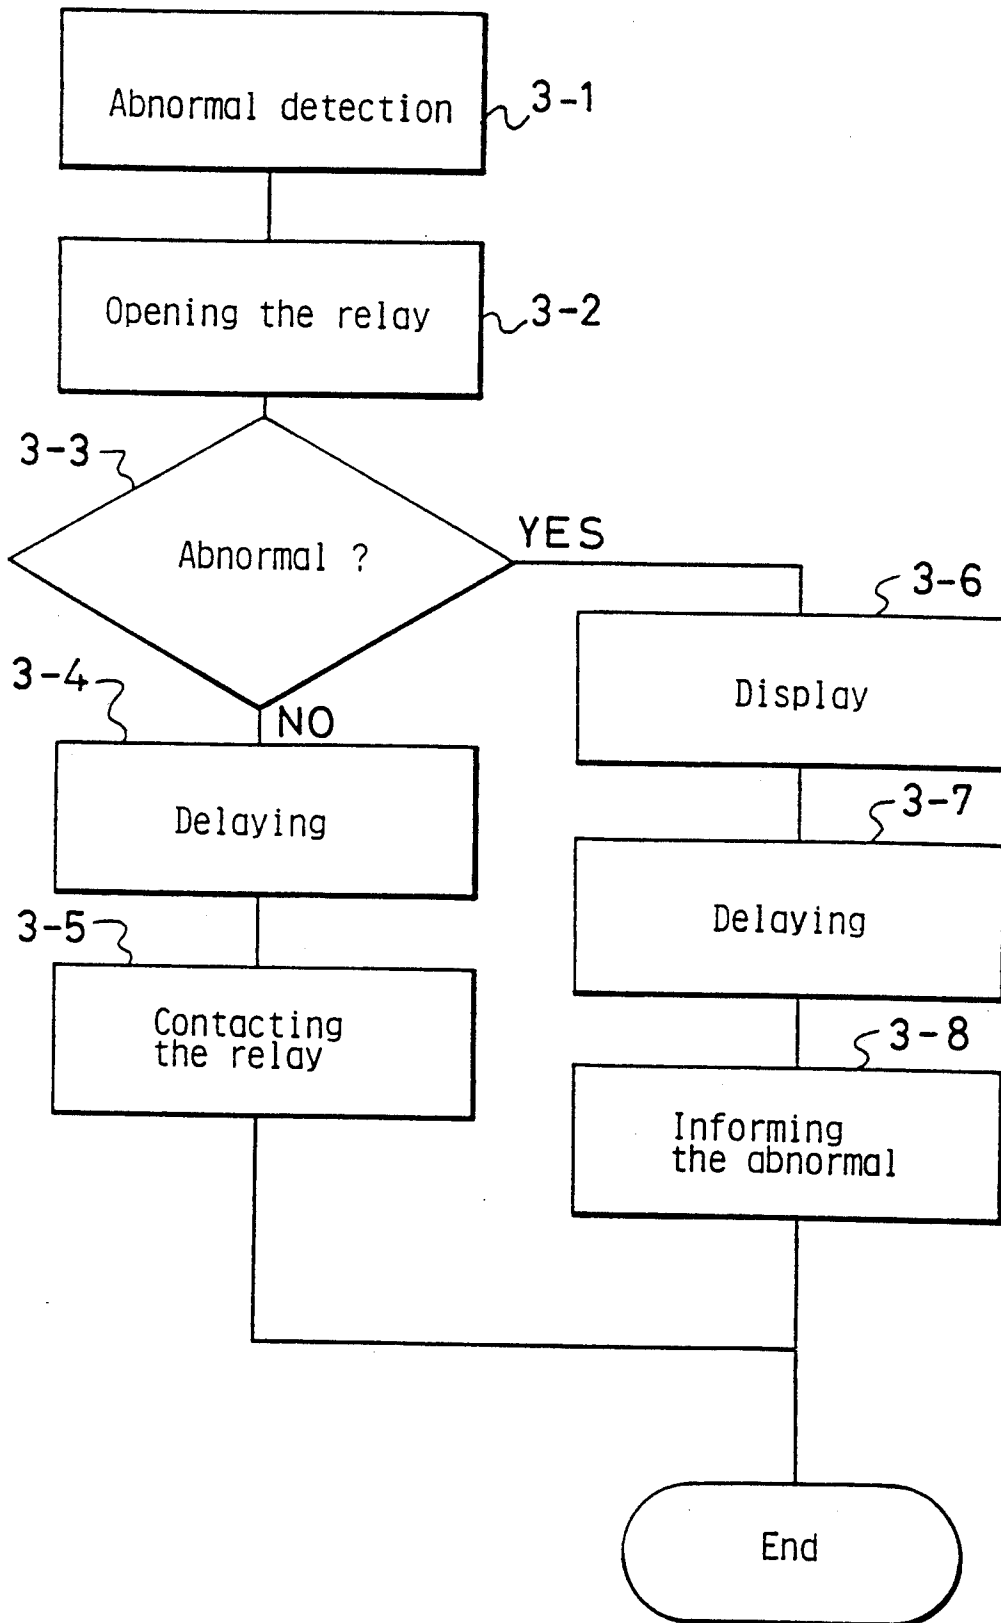 Abnormal detection
3-1
Opening the relay
3-2
3-3
Abnormal ?
YES
NO
3-4
Delaying
3-5
Contacting
the relay
3-6
Display
3-7
Delaying
3-8
Informing
the abnormal
End